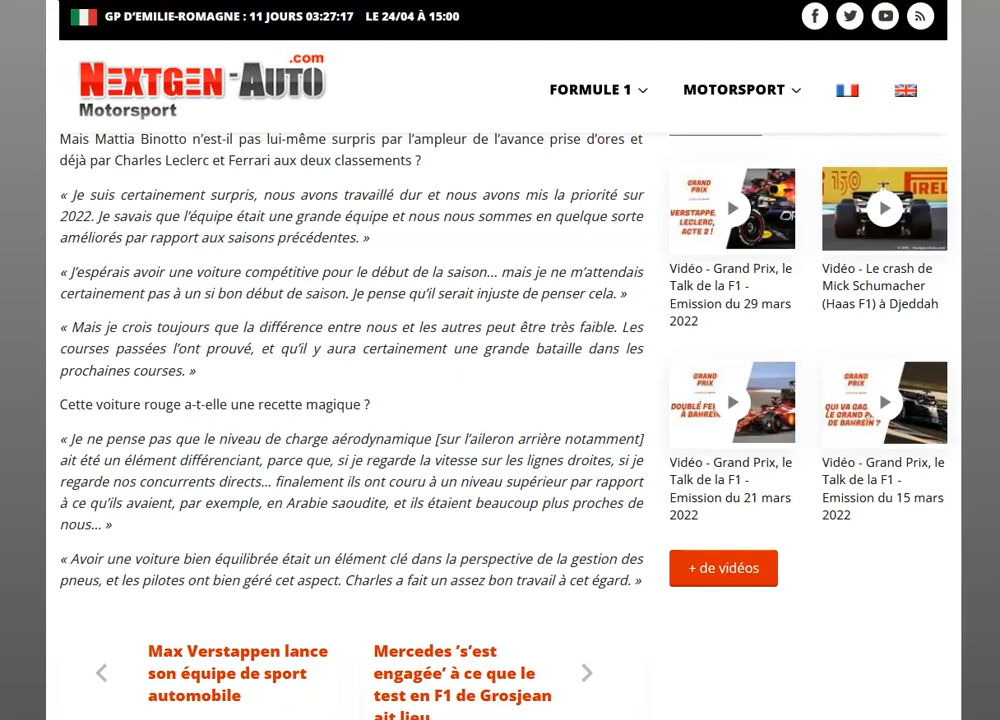 GP D'EMILIE-ROMAGNE : 11 JOURS 03:27:17 LE 24/04 À 15:00
NEXTGEN-AUTO.com
Motorsport
FORMULE 1
MOTORSPORT
Mais Mattia Binotto n’est-il pas lui-même surpris par l’ampleur de l’avance prise d’ores et
déjà par Charles Leclerc et Ferrari aux deux classements ?
« Je suis certainement surpris, nous avons travaillé dur et nous avons mis la priorité sur
2022. Je savais que l’équipe était une grande équipe et nous nous sommes en quelque sorte
améliorés par rapport aux saisons précédentes. »
« J’espérais avoir une voiture compétitive pour le début de la saison... mais je ne m’attendais
certainement pas à un si bon début de saison. Je pense qu’il serait injuste de penser cela. »
« Mais je crois toujours que la différence entre nous et les autres peut être très faible. Les
courses passées l’ont prouvé, et qu’il y aura certainement une grande bataille dans les
prochaines courses. »
Cette voiture rouge a-t-elle une recette magique ?
« Je ne pense pas que le niveau de charge aérodynamique [sur l’aileron arrière notamment]
ait été un élément différenciant, parce que, si je regarde la vitesse sur les lignes droites, si je
regarde nos concurrents directs... finalement ils ont couru à un niveau supérieur par rapport
à ce qu’ils avaient, par exemple, en Arabie saoudite, et ils étaient beaucoup plus proches de
nous... »
« Avoir une voiture bien équilibrée était un élément clé dans la perspective de la gestion des
pneus, et les pilotes ont bien géré cet aspect. Charles a fait un assez bon travail à cet égard. »
Max Verstappen lance
son équipe de sport
automobile
Mercedes ’s’est
engagée’ à ce que le
test en F1 de Grosjean
ait lieu
GRAND
PRIX
LECLERC,
ACTE 2 !
Vidéo - Grand Prix, le
Talk de la F1 -
Emission du 29 mars
2022
Vidéo - Le crash de
Mick Schumacher
(Haas F1) à Djeddah
GRAND
PRIX
Vidéo - Grand Prix, le
Talk de la F1 -
Emission du 21 mars
2022
GRAND
PRIX
DE BAHREÏN ?
Vidéo - Grand Prix, le
Talk de la F1 -
Emission du 15 mars
2022
+ de vidéos